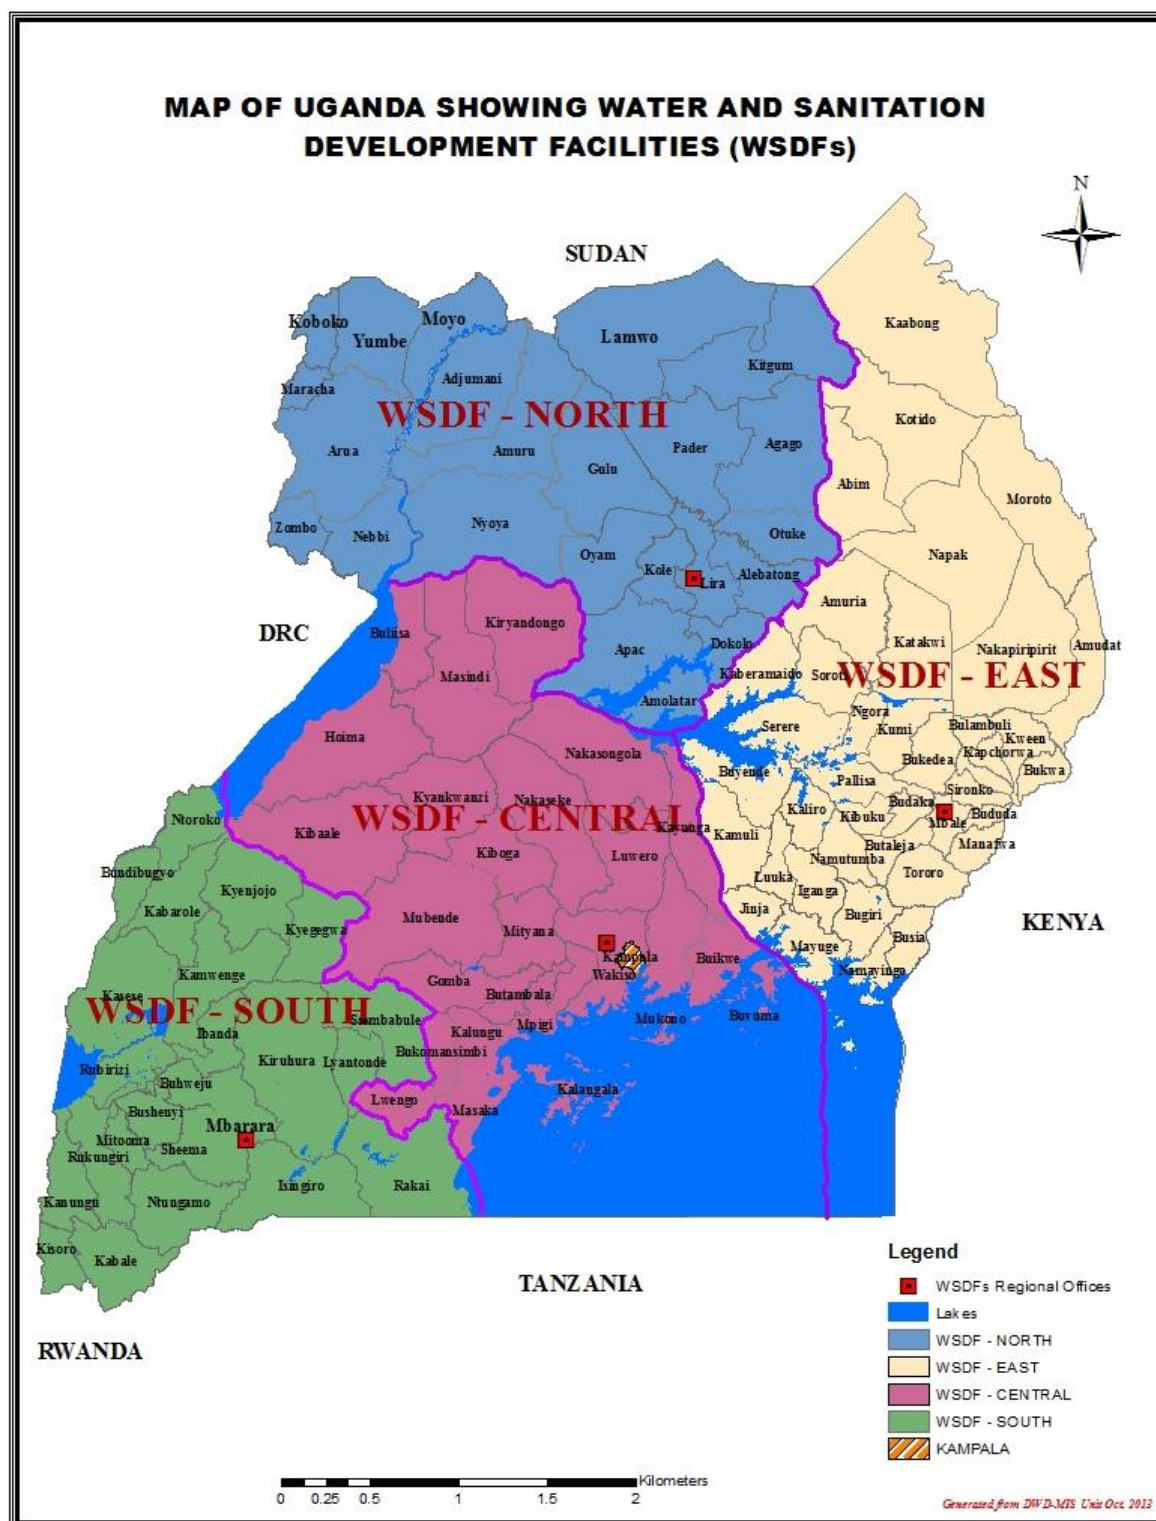 MAP OF UGANDA SHOWING WATER AND SANITATION
DEVELOPMENT FACILITIES (WSDFs)
N
SUDAN
Kaabong
Koboko
Moyo
Yumbe
Lamwo
Kitgum
Adjumani
Maracha
WSDF - NORTH
Kotido
Arua
Amuru
Gulu
Pader
Agago
Abim
Moroto
Zombo
Nebbi
Nyoya
Oyam
Otuke
Napak
Kole
Lira
Alebatong
Amuria
DRC
Buliisa
Kiryandongo
Apac
Dokolo
Katakwi
Nakapiripirit
Amudat
Masindi
Kaberamaido
Soroti
WSDF - EAST
Amolatar
Hoima
Nakasongola
Serere
Ngora
Kumi
Bulambuli
Kween
Kapchorwa
Bukedea
Bukwa
Buyende
Pallisa
Sironko
Ntoroko
Kyankwanzi
Nakaseke
WSDF - CENTRAL
Kayunga
Kaliro
Budaka
Kibuku
Mbale
Bududa
Kibaale
Kiboga
Luwero
Kamuli
Butaleja
Manafwa
Namutumba
Bundibugyo
Kyenjojo
Luuka
Iganga
Tororo
Kabarole
Kyegegwa
Mubende
Mityana
Jinja
Bugiri
KENYA
Busia
Mayuge
Kampala
Wakiso
Buikwe
Namayingo
Kamwenge
Gomba
Butambala
Kasese
WSDF - SOUTH
Ssembabule
Mpigi
Mukono
Buvuma
Ibanda
Kalungu
Bukomansimbi
Kiruhura
Lyantonde
Rubirizi
Buhweju
Kalangala
Lwengo
Masaka
Bushenyi
Mbarara
Mitooma
Sheema
Rukungiri
Isingiro
Rakai
Kanungu
Ntungamo
Kisoro
Kabale
TANZANIA
RWANDA
Legend
WSDFs Regional Offices
Lakes
WSDF - NORTH
WSDF - EAST
WSDF - CENTRAL
WSDF - SOUTH
KAMPALA
Kilometers
0 0.25 0.5 1 1.5 2
Generated from DWD-MIS Unit Oct. 2013